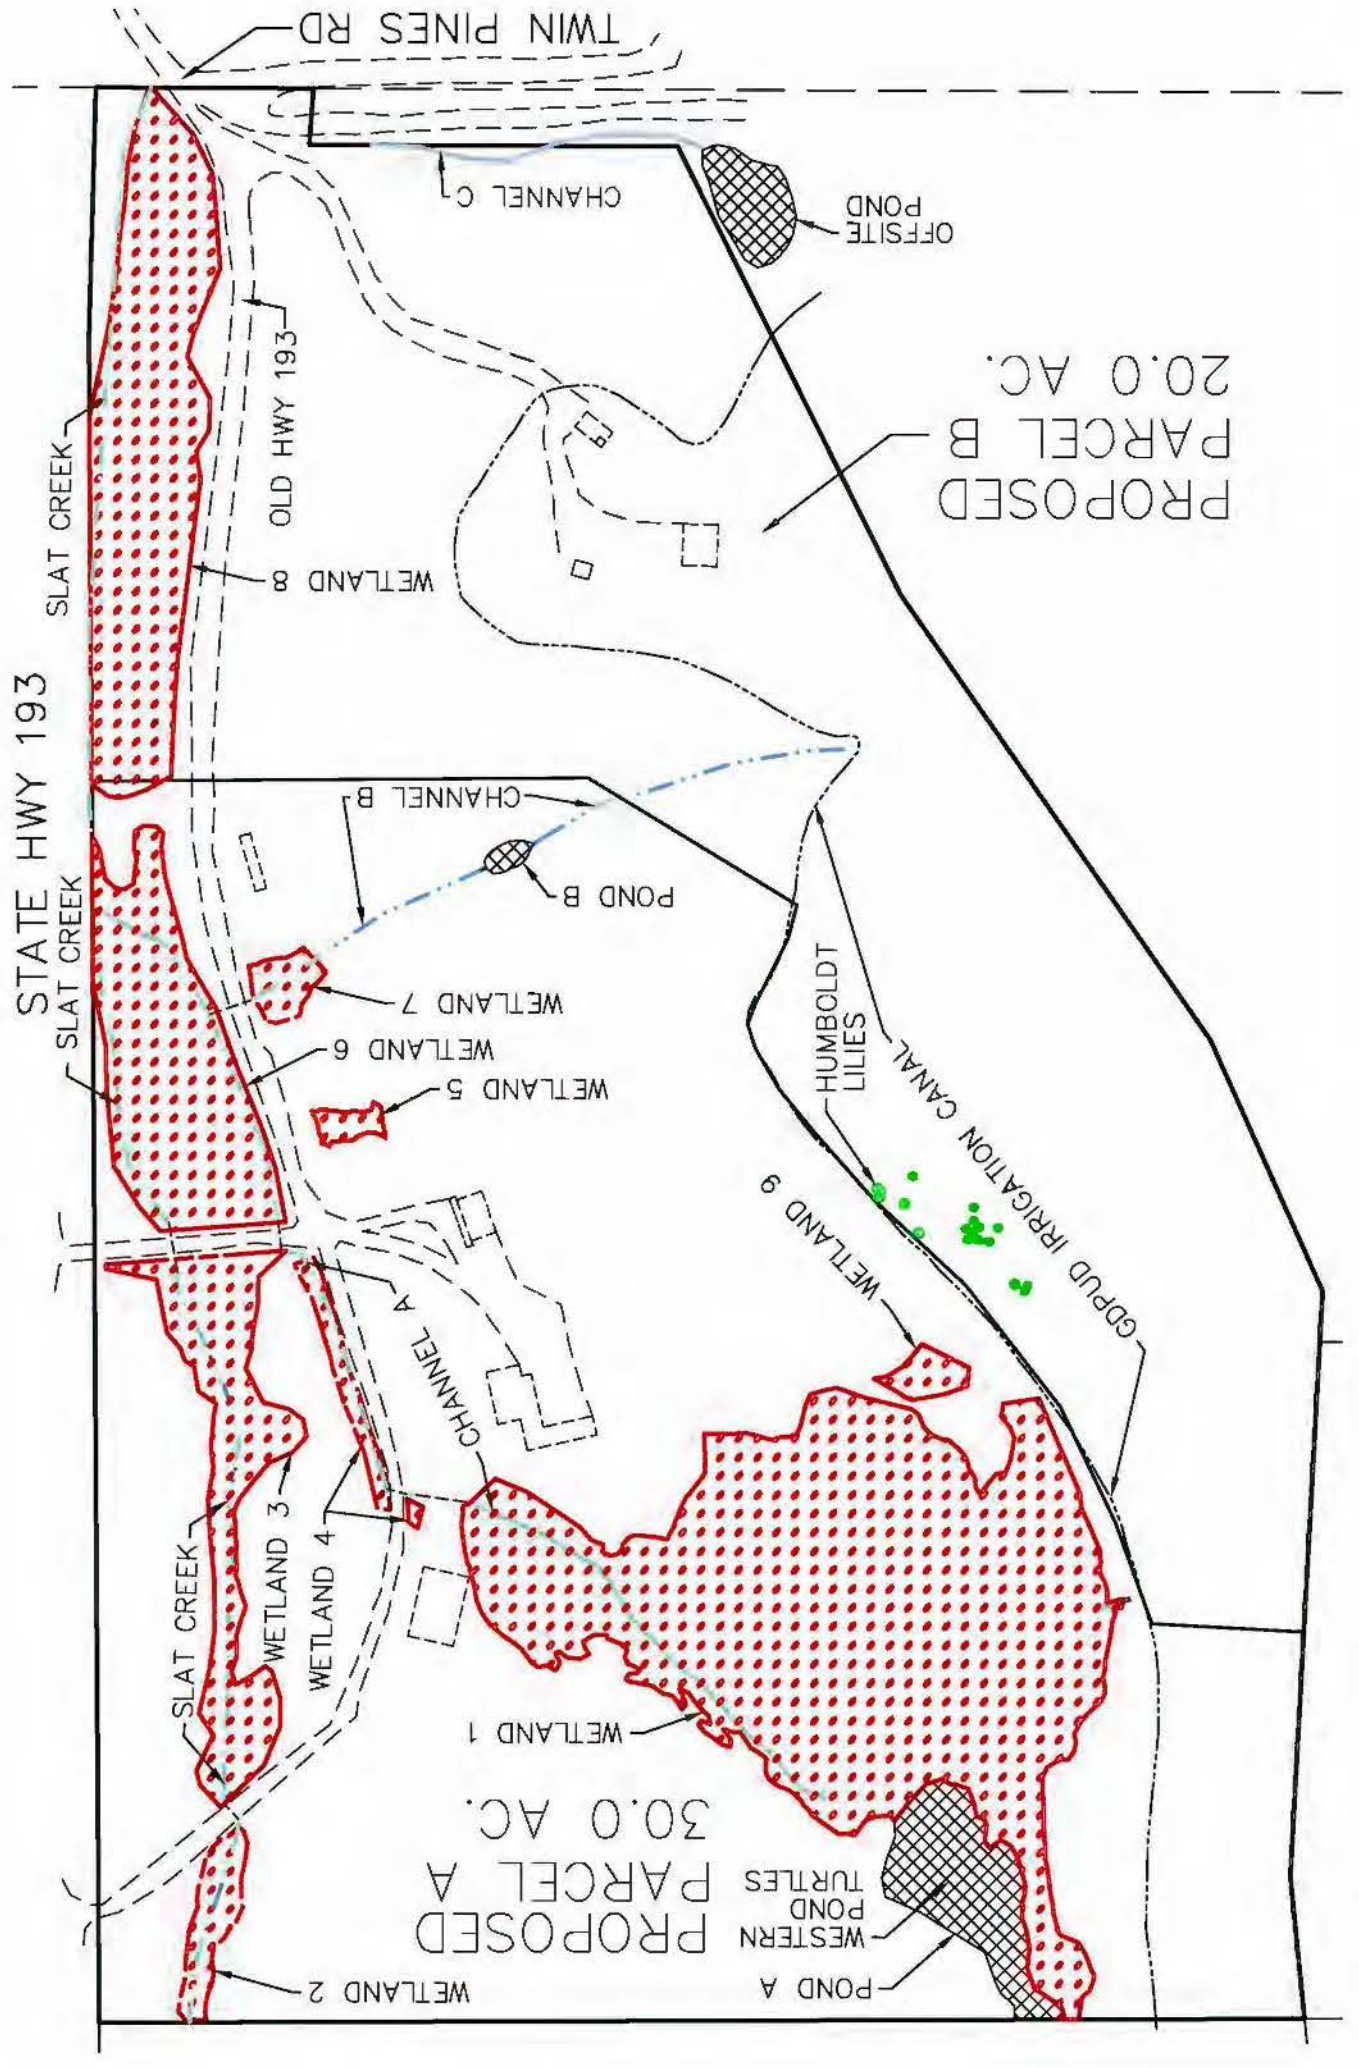 TWIN PINES RD
CHANNEL C
OFFSITE
POND
OLD HWY 193
SLAT CREEK
PROPOSED
PARCEL B
20.0 AC.
WETLAND 8
STATE HWY 193
SLAT CREEK
CHANNEL B
POND B
WETLAND 7
WETLAND 6
WETLAND 5
HUMBOLDT
LILIES
GDPUD IRRIGATION CANAL
WETLAND 9
CHANNEL A
SLAT CREEK
WETLAND 3
WETLAND 4
WETLAND 1
PROPOSED
PARCEL A
30.0 AC.
WESTERN
POND
TURTLES
POND A
WETLAND 2